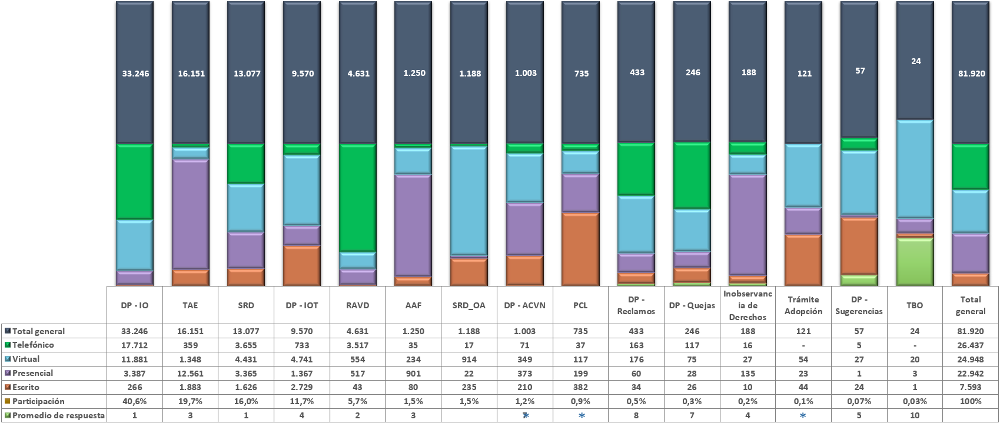 33.246 16.151 13.077 9.570 4.631 1.250 1.188 1.003 735 433 246 188 121 57 24 81.920
DP - IO TAE SRD DP - IOT RAVD AAF SRD_OA DP - ACVN PCL DP - Reclamos DP - Quejas Inobservanc ia de Derechos Trámite Adopción DP - Sugerencias TBO Total general
Total general 33.246 16.151 13.077 9.570 4.631 1.250 1.188 1.003 735 433 246 188 121 57 24 81.920
Telefónico 17.712 359 3.655 733 3.517 35 17 71 37 163 117 16 - 5 - 26.437
Virtual 11.881 1.348 4.431 4.741 554 234 914 349 117 176 75 27 54 27 20 24.948
Presencial 3.387 12.561 3.365 1.367 517 901 22 373 199 60 28 135 23 1 3 22.942
Escrito 266 1.883 1.626 2.729 43 80 235 210 382 34 26 10 44 24 1 7.593
Participación 40,6% 19,7% 16,0% 11,7% 5,7% 1,5% 1,5% 1,2% 0,9% 0,5% 0,3% 0,2% 0,1% 0,07% 0,03% 100%
Promedio de respuesta 1 3 1 4 2 3 * * 8 7 4 * 5 10